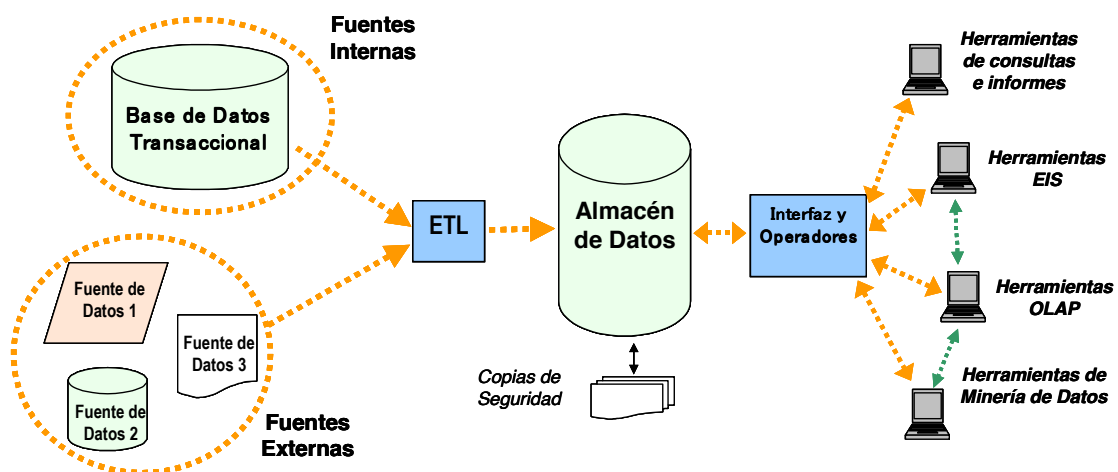 Fuentes
Internas
Base de Datos
Transaccional
Fuente de
Datos 1
Fuente de
Datos 3
Fuente de
Datos 2
Fuentes
Externas
ETL
Almacén
de Datos
Copias de
Seguridad
Interfaz y
Operadores
Herramientas
de consultas
e informes
Herramientas
EIS
Herramientas
OLAP
Herramientas de
Minería de Datos